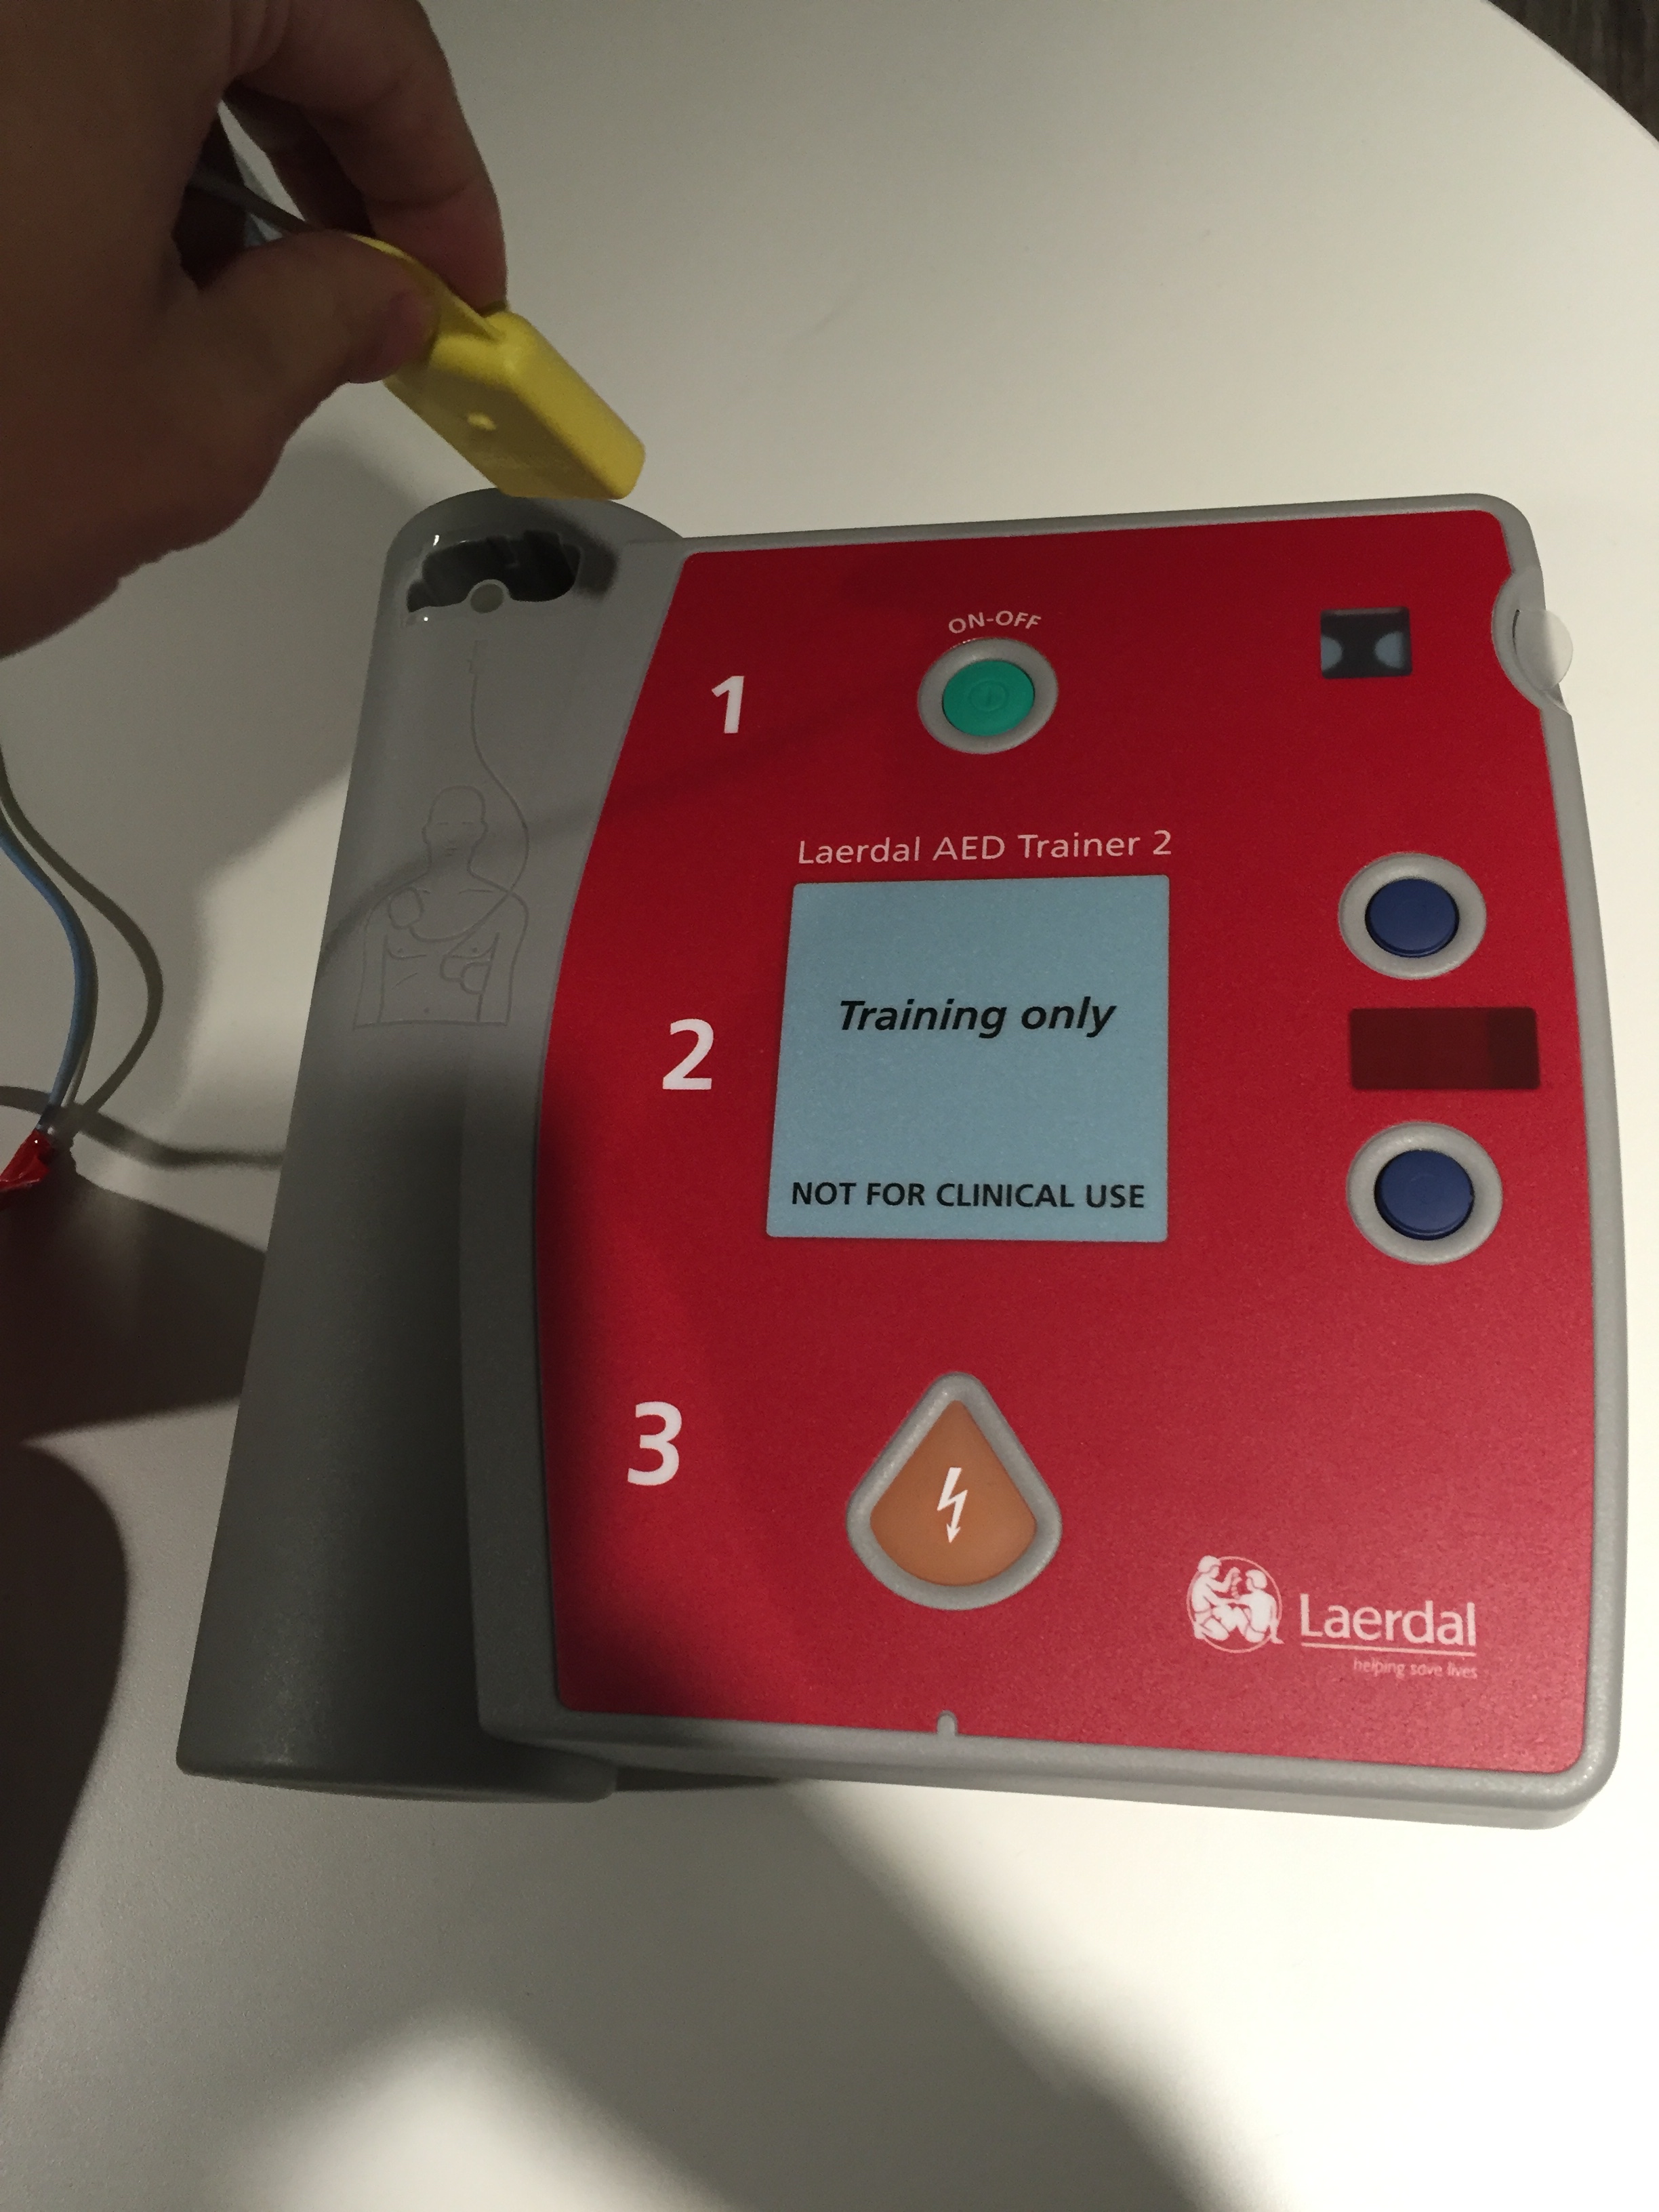 ON-OFF
1
Laerdal AED Trainer 2
Training only
2
NOT FOR CLINICAL USE
3
Laerdal
helping save lives